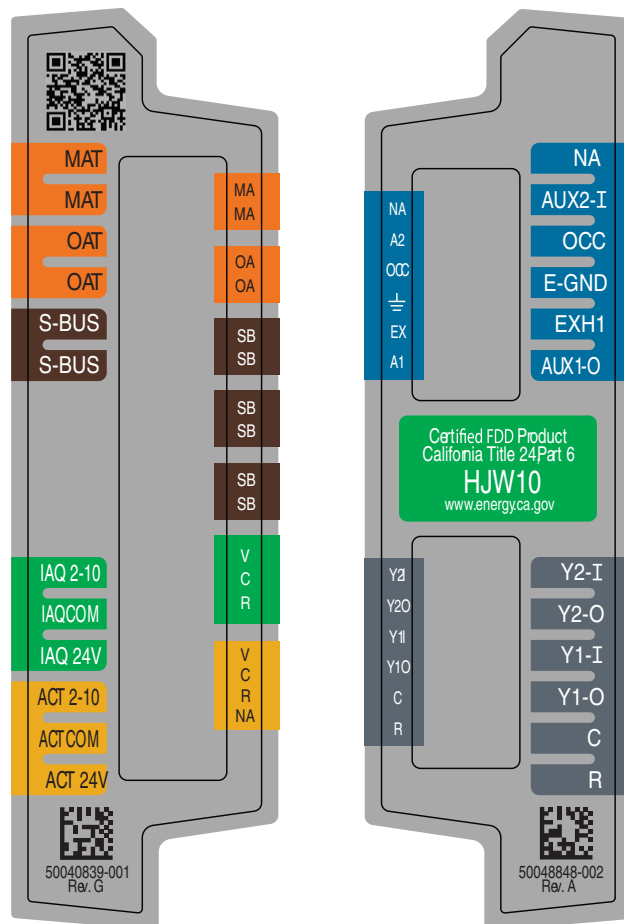 MAT
MAT
OAT
OAT
S-BUS
S-BUS
IAQ 2-10
IAQCOM
IAQ 24V
ACT 2-10
ACTCOM
ACT 24V
MA
MA
OA
OA
SB
SB
SB
SB
SB
SB
V
C
R
V
C
R
NA
50040839-001
Rev. G
NA
A2
OCC
EX
A1
NA
AUX2-I
OCC
E-GND
EXH1
AUX1-O
Certified FDD Product
California Title 24,Part 6
HJW10
www.energy.ca.gov
Y2I
Y2O
Y1I
Y1O
C
R
Y2-I
Y2-O
Y1-I
Y1-O
C
R
50048848-002
Rev. A